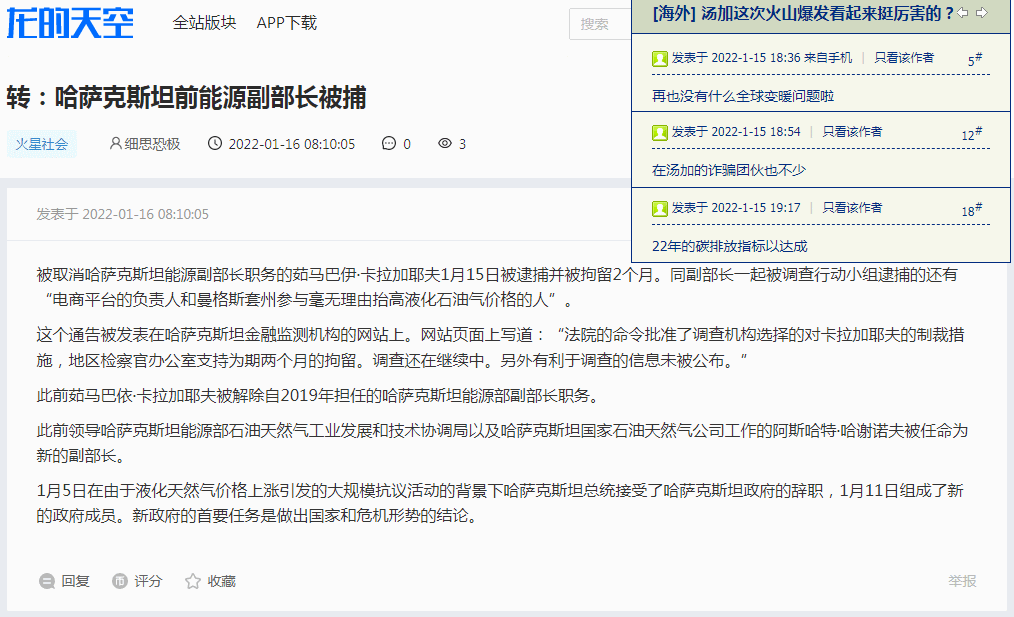 龙的天空
全站版块 APP下载
搜索
转：哈萨克斯坦前能源副部长被捕
火星社会 细思恐极 2022-01-16 08:10:05 0 3
[海外] 汤加这次火山爆发看起来挺厉害的？
发表于 2022-1-15 18:36 来自手机 | 只看该作者 5#
再也没有什么全球变暖问题啦
发表于 2022-1-15 18:54 | 只看该作者 12#
在汤加的诈骗团伙也不少
发表于 2022-1-15 19:17 | 只看该作者 18#
22年的碳排放指标以达成
发表于 2022-01-16 08:10:05
被取消哈萨克斯坦能源副部长职务的茹马巴伊·卡拉加耶夫1月15日被逮捕并被拘留2个月。同副部长一起被调查行动小组逮捕的还有
“电商平台的负责人和曼格斯套州参与毫无理由抬高液化石油气价格的人”。
这个通告被发表在哈萨克斯坦金融监测机构的网站上。网站页面上写道：“法院的命令批准了调查机构选择的对卡拉加耶夫的制裁措
施，地区检察官办公室支持为期两个月的拘留。调查还在继续中。另外有利于调查的信息未被公布。”
此前茹马巴依·卡拉加耶夫被解除自2019年担任的哈萨克斯坦能源部副部长职务。
此前领导哈萨克斯坦能源部石油天然气工业发展和技术协调局以及哈萨克斯坦国家石油天然气公司工作的阿斯哈特·哈谢诺夫被任命为
新的副部长。
1月5日在由于液化天然气价格上涨引发的大规模抗议活动的背景下哈萨克斯坦总统接受了哈萨克斯坦政府的辞职，1月11日组成了新
的政府成员。新政府的首要任务是做出国家和危机形势的结论。
回复 评分 收藏 举报